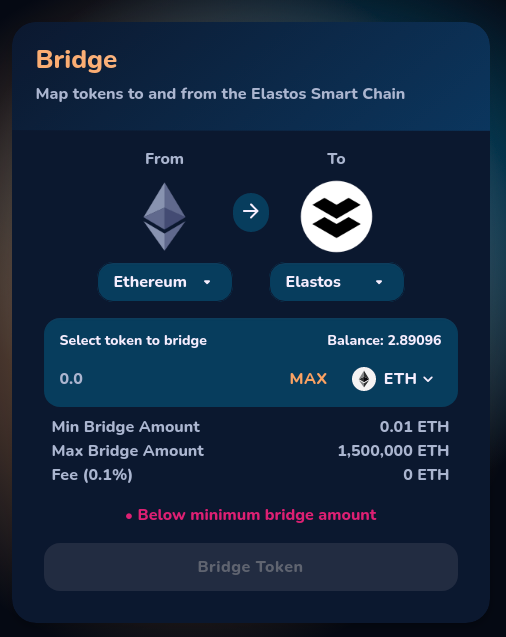 Bridge
Map tokens to and from the Elastos Smart Chain
From To
Ethereum Elastos
Select token to bridge Balance: 2.89096
0.0 MAX ETH
Min Bridge Amount 0.01 ETH
Max Bridge Amount 1,500,000 ETH
Fee (0.1%) 0 ETH
• Below minimum bridge amount
Bridge Token